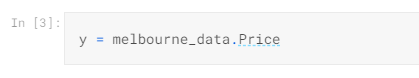 In [3]:
y = melbourne_data.Price